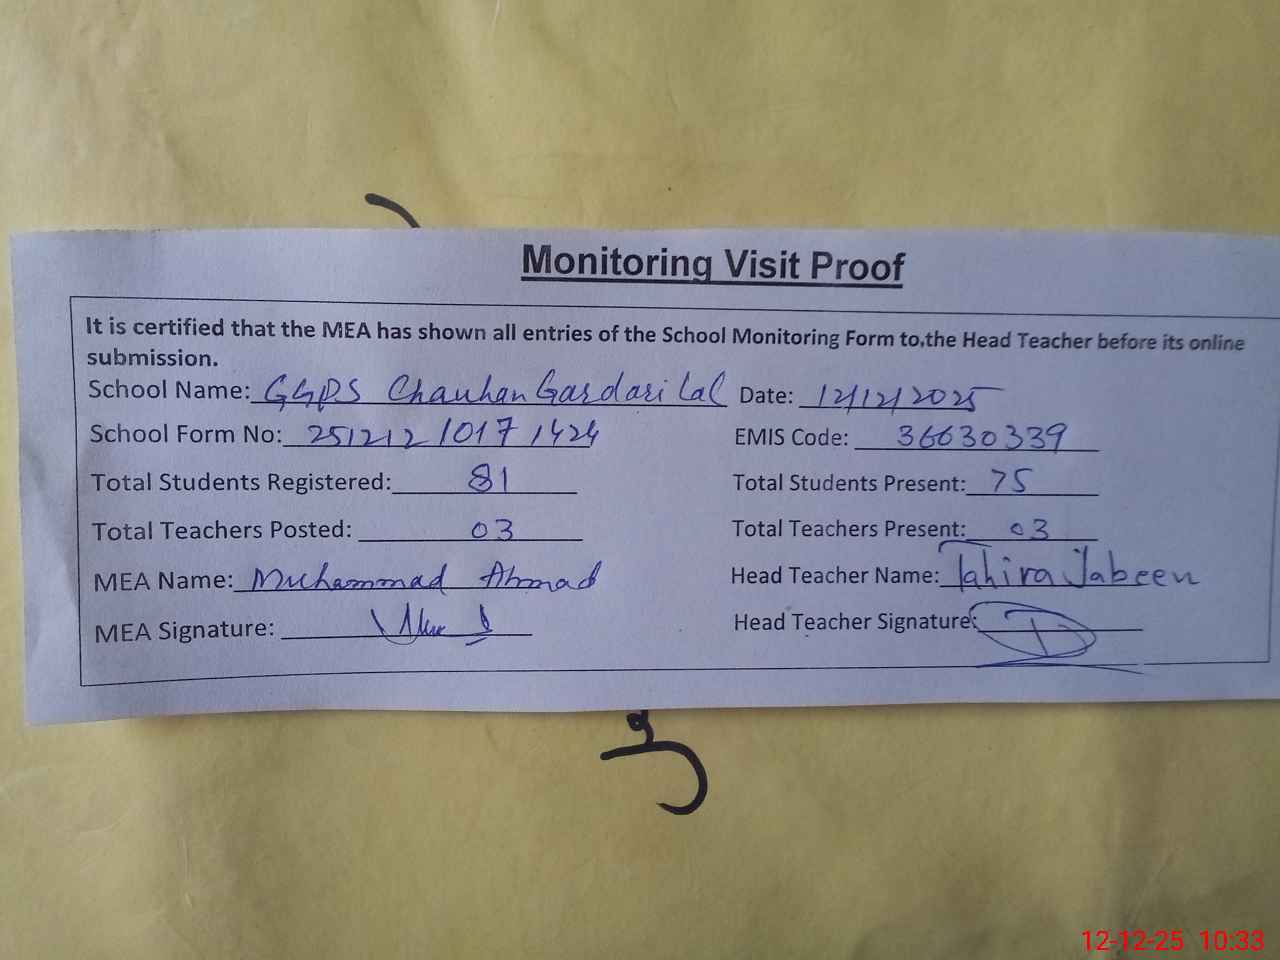 Monitoring Visit Proof
It is certified that the MEA has shown all entries of the School Monitoring Form to the Head Teacher before its online
submission.
School Name: GGPS Chauhan Gardari Lal Date: 12/12/2025
School Form No: 251212 1017 1424 EMIS Code: 36630339
Total Students Registered: 81 Total Students Present: 75
Total Teachers Posted: 03 Total Teachers Present: 03
MEA Name: Muhammad Ahmad Head Teacher Name: Tahira Jabeen
MEA Signature: Head Teacher Signature:
12-12-25 10:33